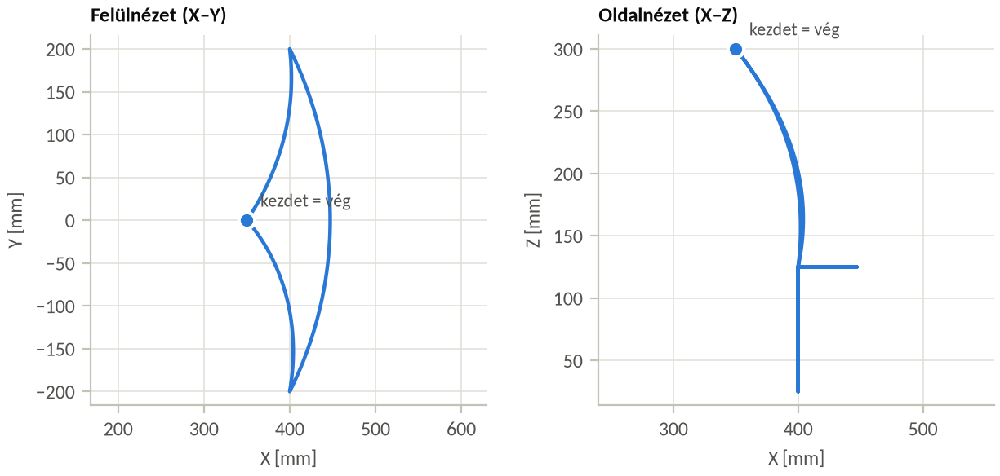 Felülnézet (X–Y)
200
150
100
50
0
−50
−100
−150
−200
Y [mm]
kezdet = vég
200
300
400
500
600
X [mm]
Oldalnézet (X–Z)
kezdet = vég
300
250
200
150
100
50
Z [mm]
300
400
500
X [mm]